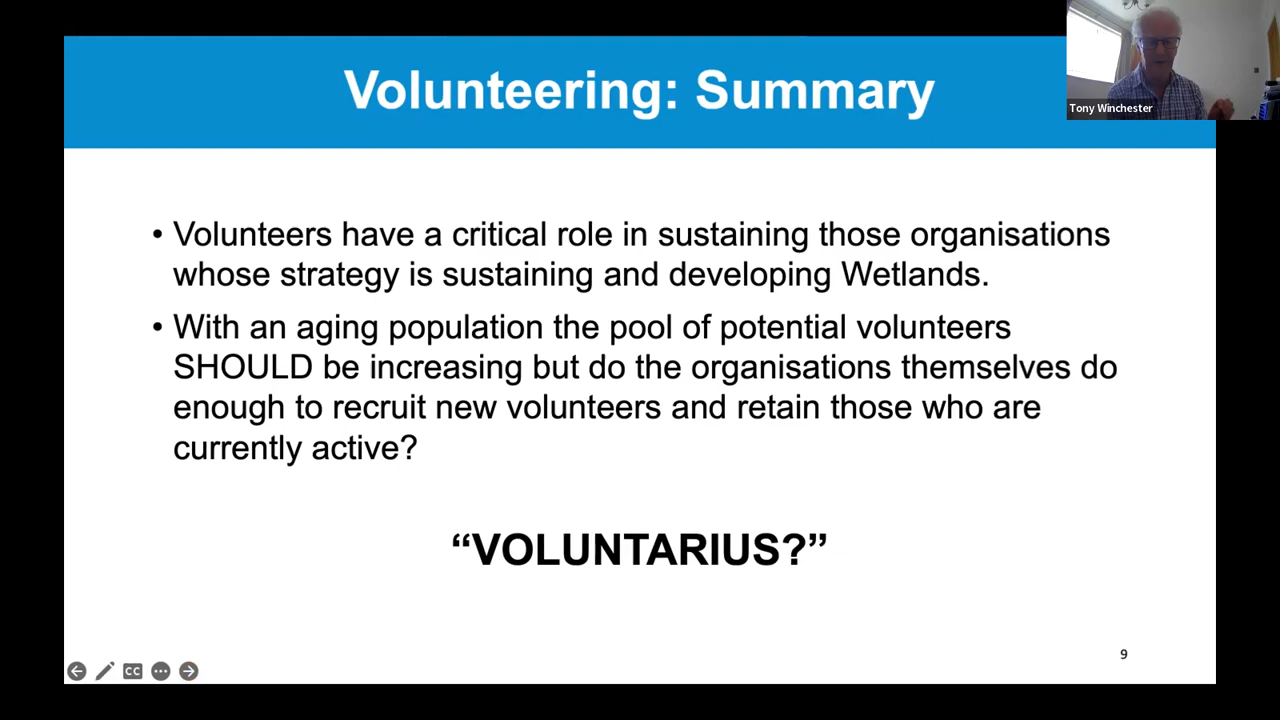 Volunteering: Summary
Tony Winchester
• Volunteers have a critical role in sustaining those organisations
whose strategy is sustaining and developing Wetlands.
• With an aging population the pool of potential volunteers
SHOULD be increasing but do the organisations themselves do
enough to recruit new volunteers and retain those who are
currently active?
“VOLUNTARIUS?”
9
CC